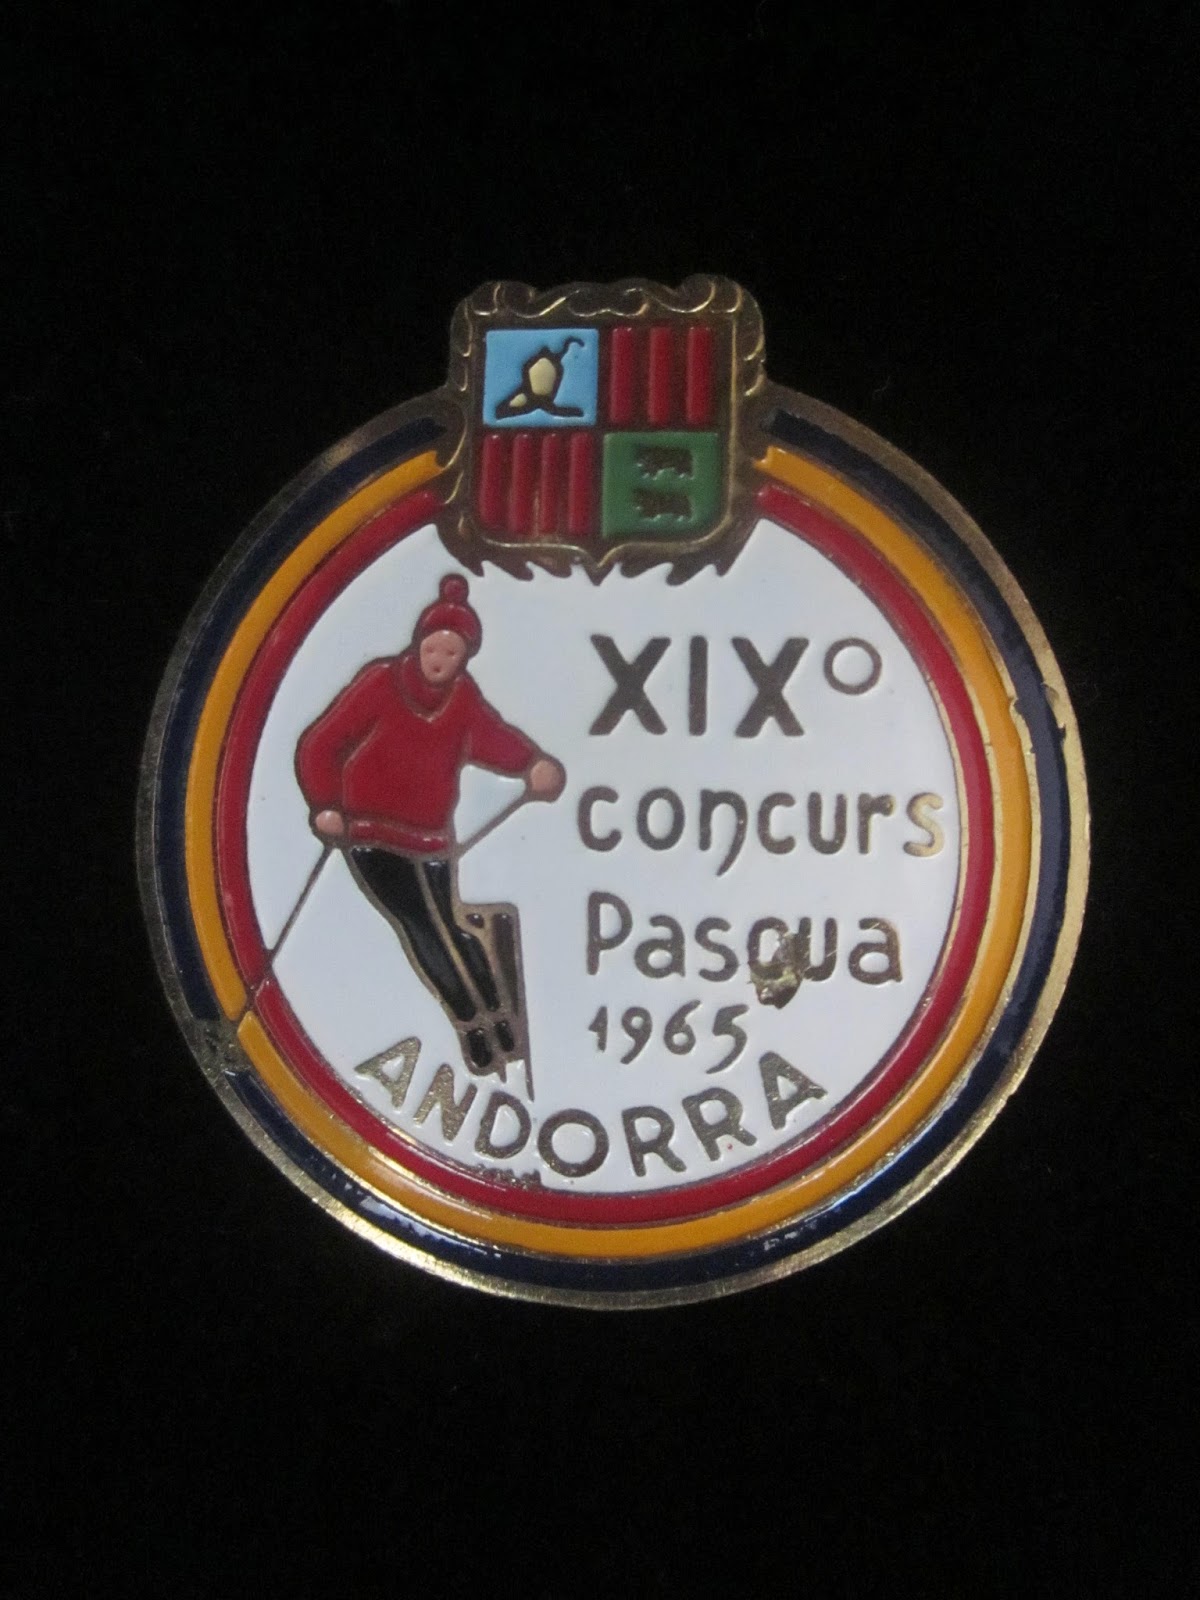 XIXº
concurs
Pasqua
1965
ANDORRA